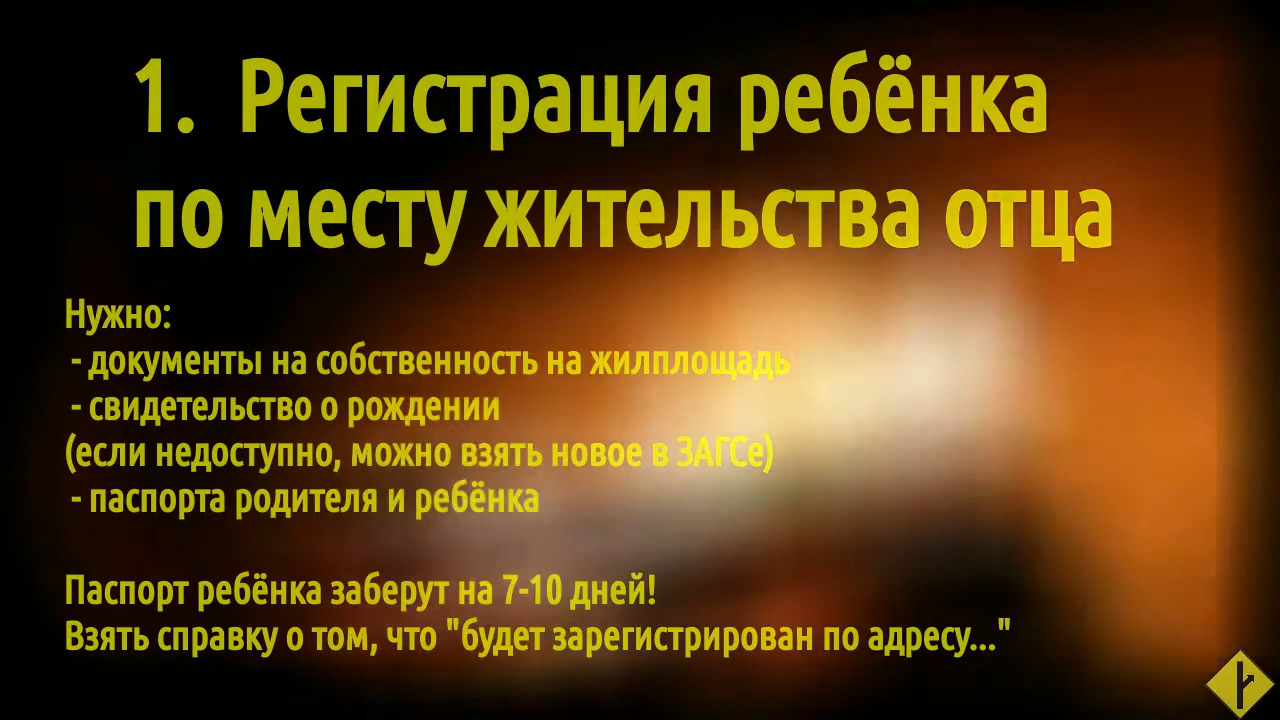 1. Регистрация ребёнка
по месту жительства отца
Нужно:
- документы на собственность на жилплощадь
- свидетельство о рождении
(если недоступно, можно взять новое в ЗАГСе)
- паспорта родителя и ребёнка
Паспорт ребёнка заберут на 7-10 дней!
Взять справку о том, что "будет зарегистрирован по адресу..."